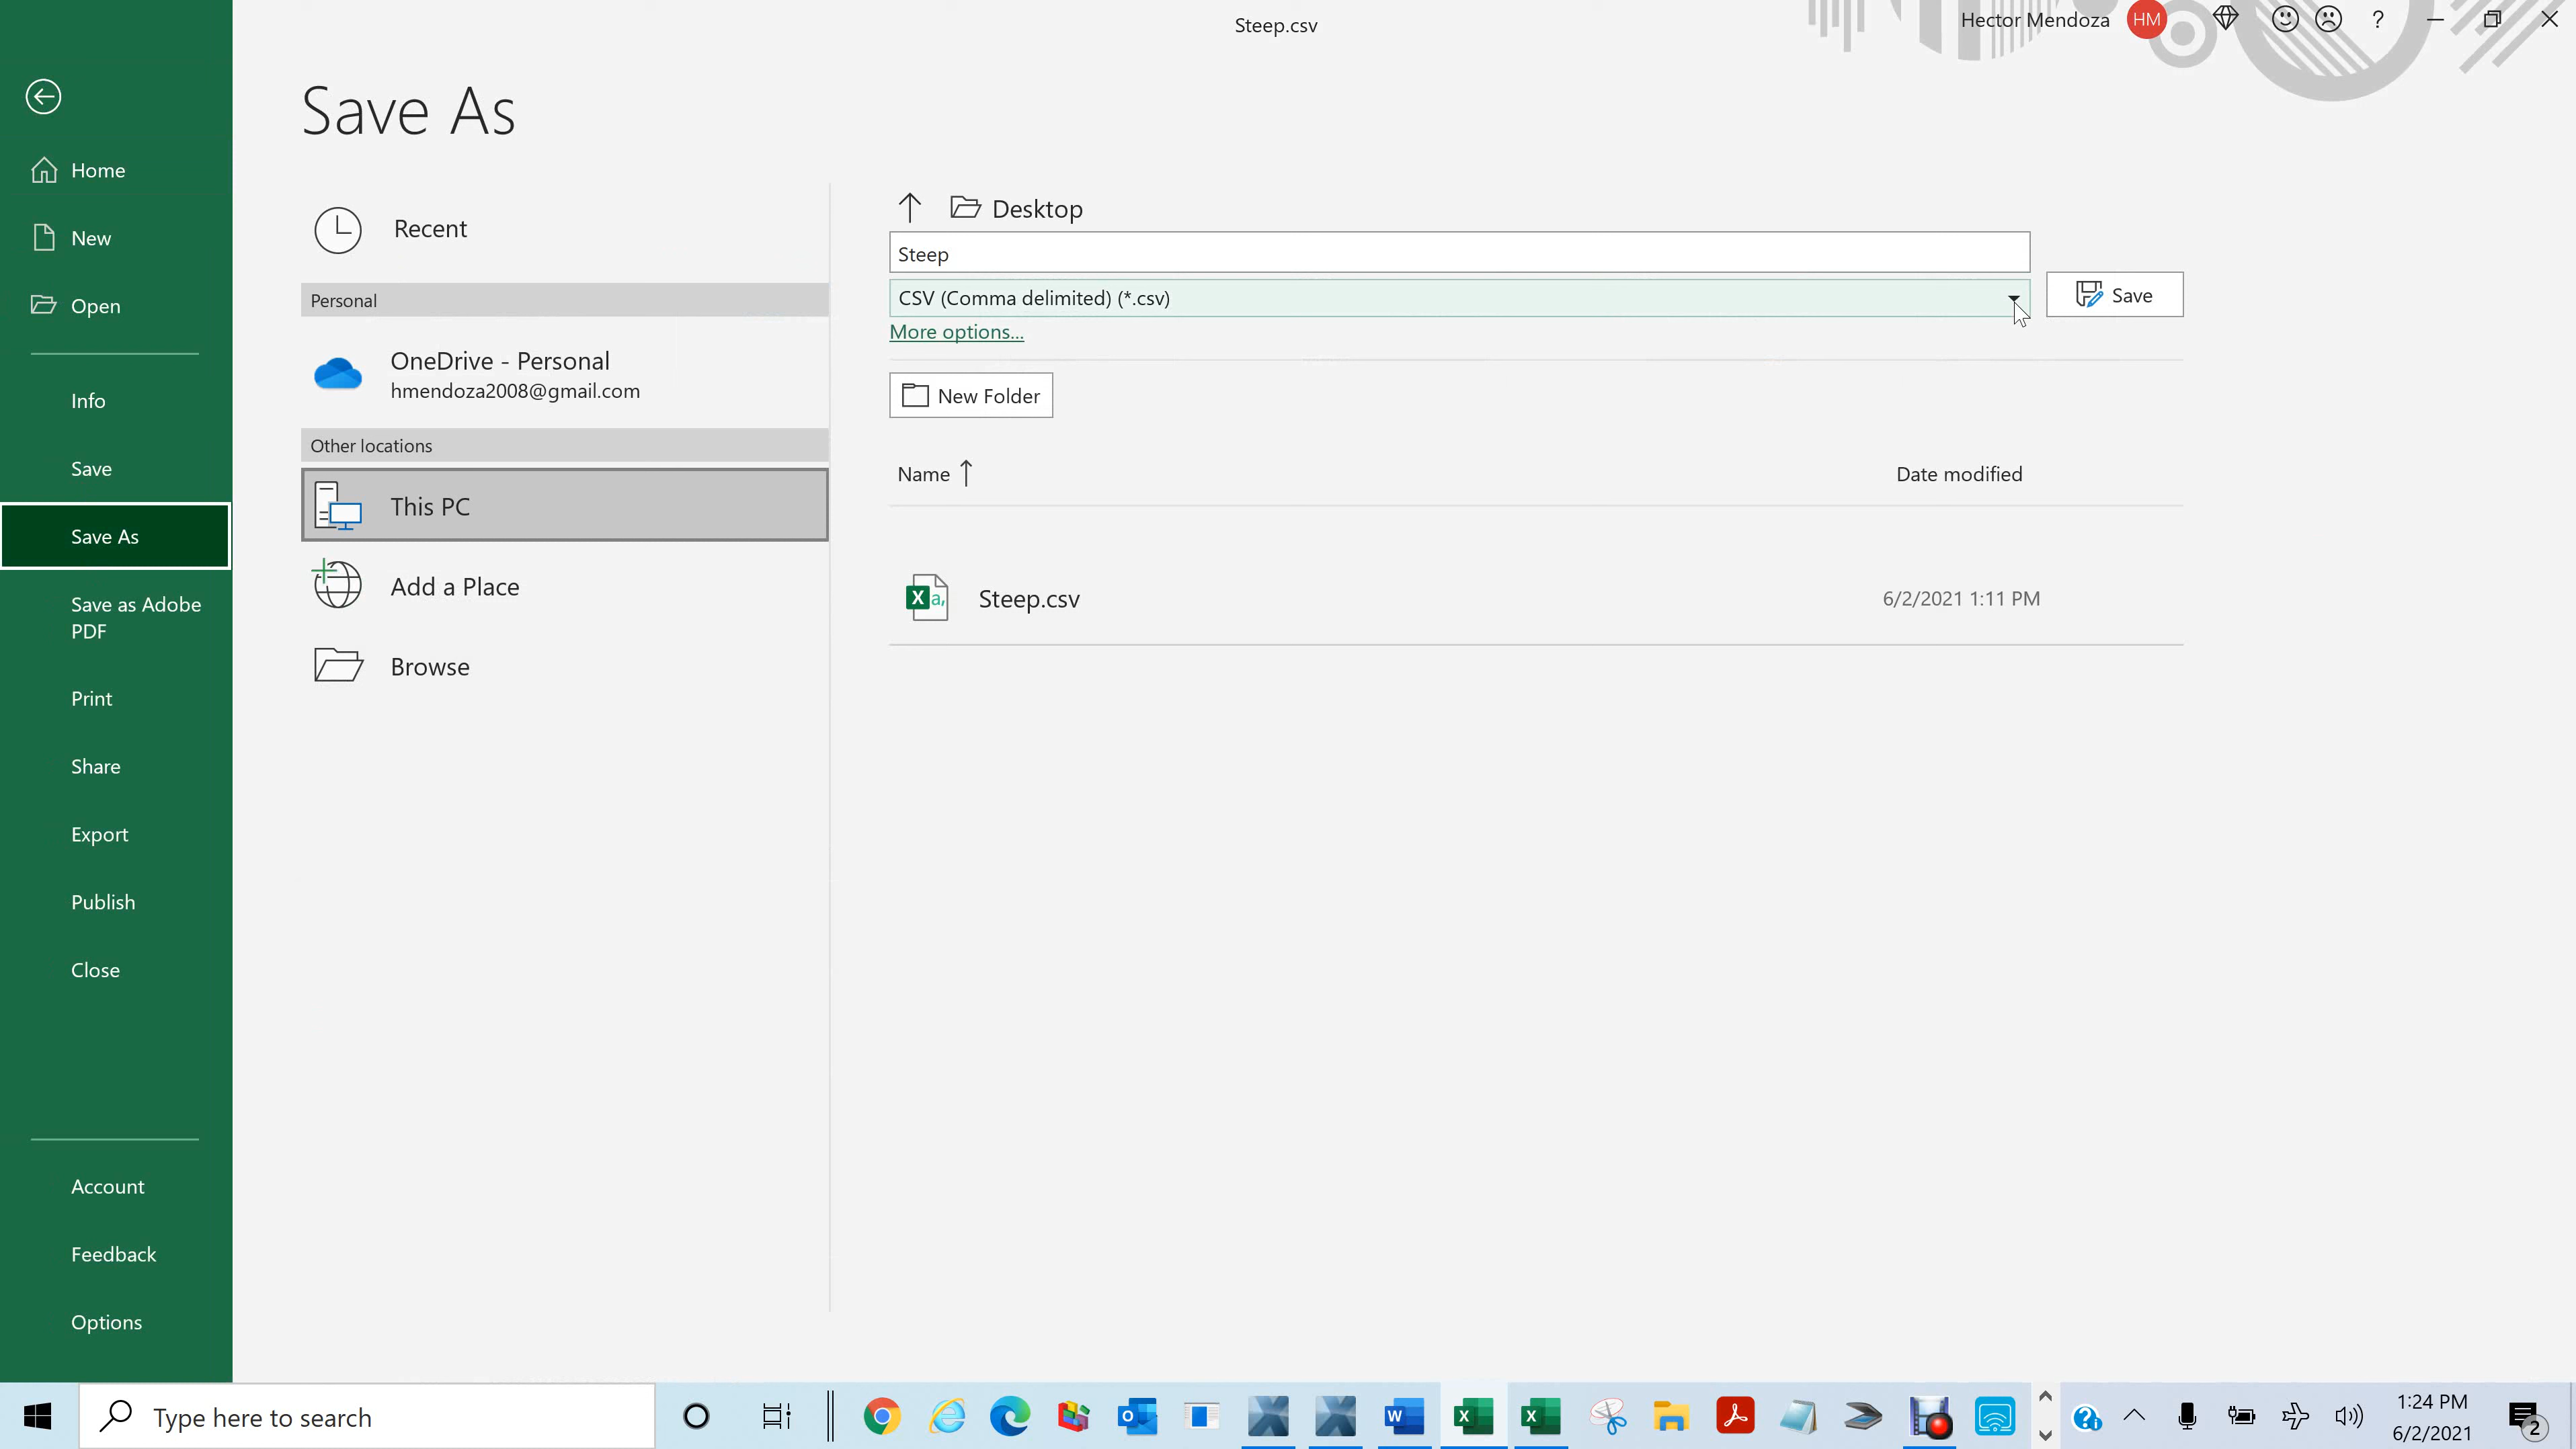 Steep.csv
Hector Mendoza HM ?
Save As
Home
New
Open
Info
Save
Save As
Save as Adobe
PDF
Print
Share
Export
Publish
Close
Account
Feedback
Options
Recent
Personal
OneDrive - Personal
hmendoza2008@gmail.com
Other locations
This PC
Add a Place
Browse
Desktop
Steep
CSV (Comma delimited) (*.csv)
Save
More options...
New Folder
Name
Date modified
Steep.csv
6/2/2021 1:11 PM
Type here to search
1:24 PM
6/2/2021
2